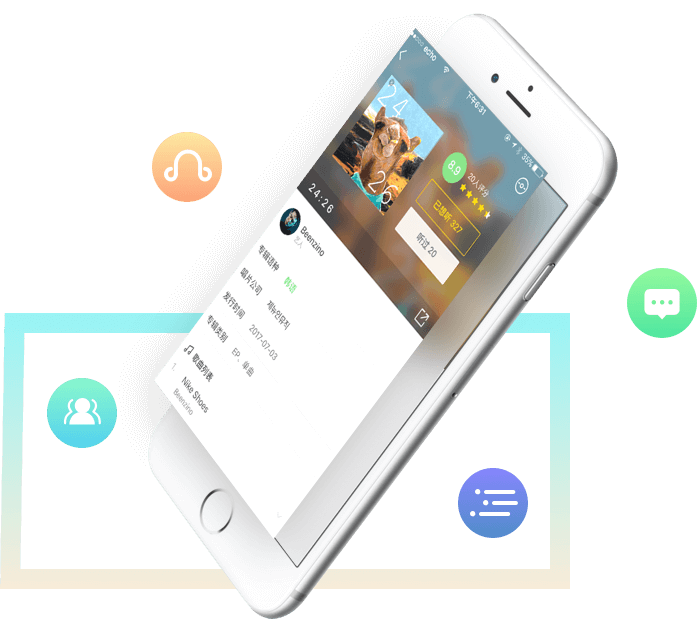 echo
下午6:31
35%
24
26
8.9
20人评分
已想听 327
听过 20
24:26
Beenzino
艺人
专辑语种
韩语
唱片公司
제뉴인뮤직
发行时间
2017-07-03
专辑类别
EP、单曲
歌曲列表
1
Nike Shoes
Beenzino